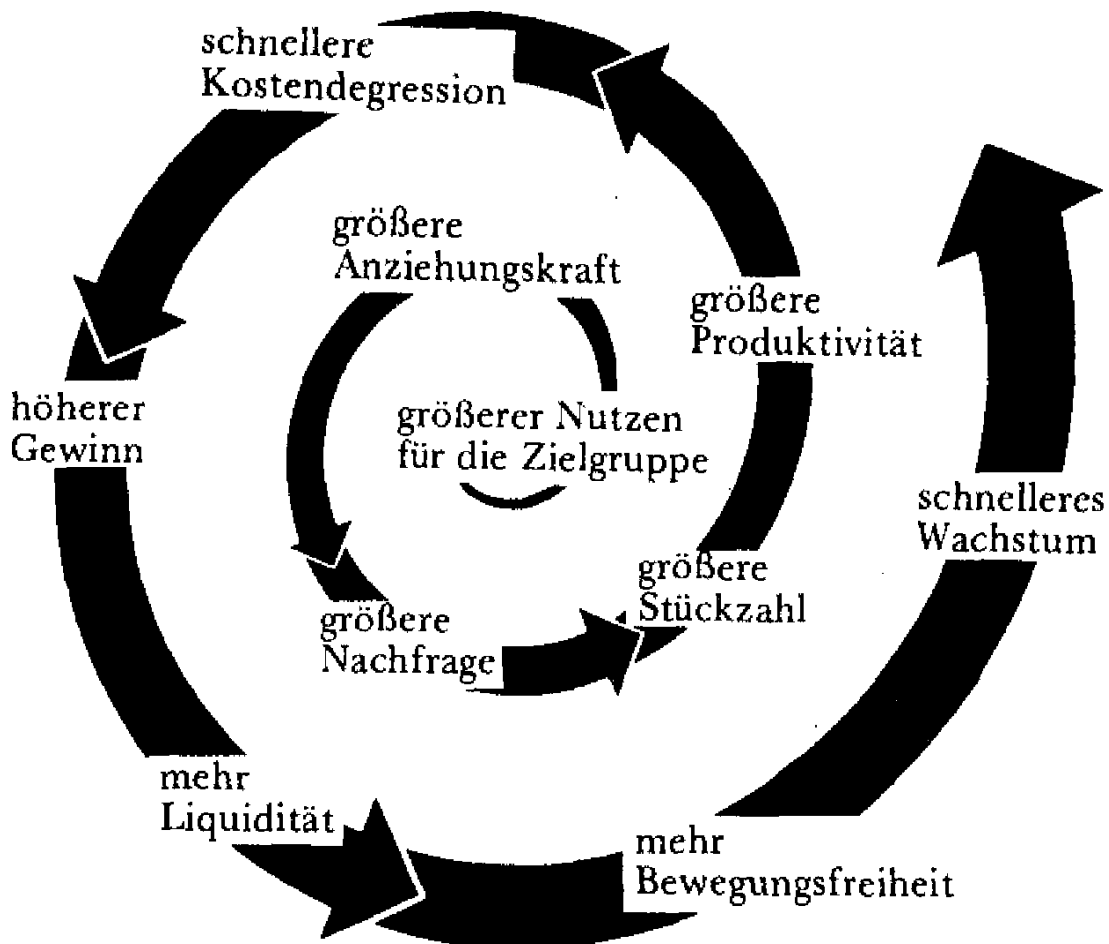 schnellere
Kostendegression
größere
Anziehungskraft
größere
Produktivität
höherer
Gewinn
größerer Nutzen
für die Zielgruppe
schnelleres
Wachstum
größere
Stückzahl
größere
Nachfrage
mehr
Liquidität
mehr
Bewegungsfreiheit